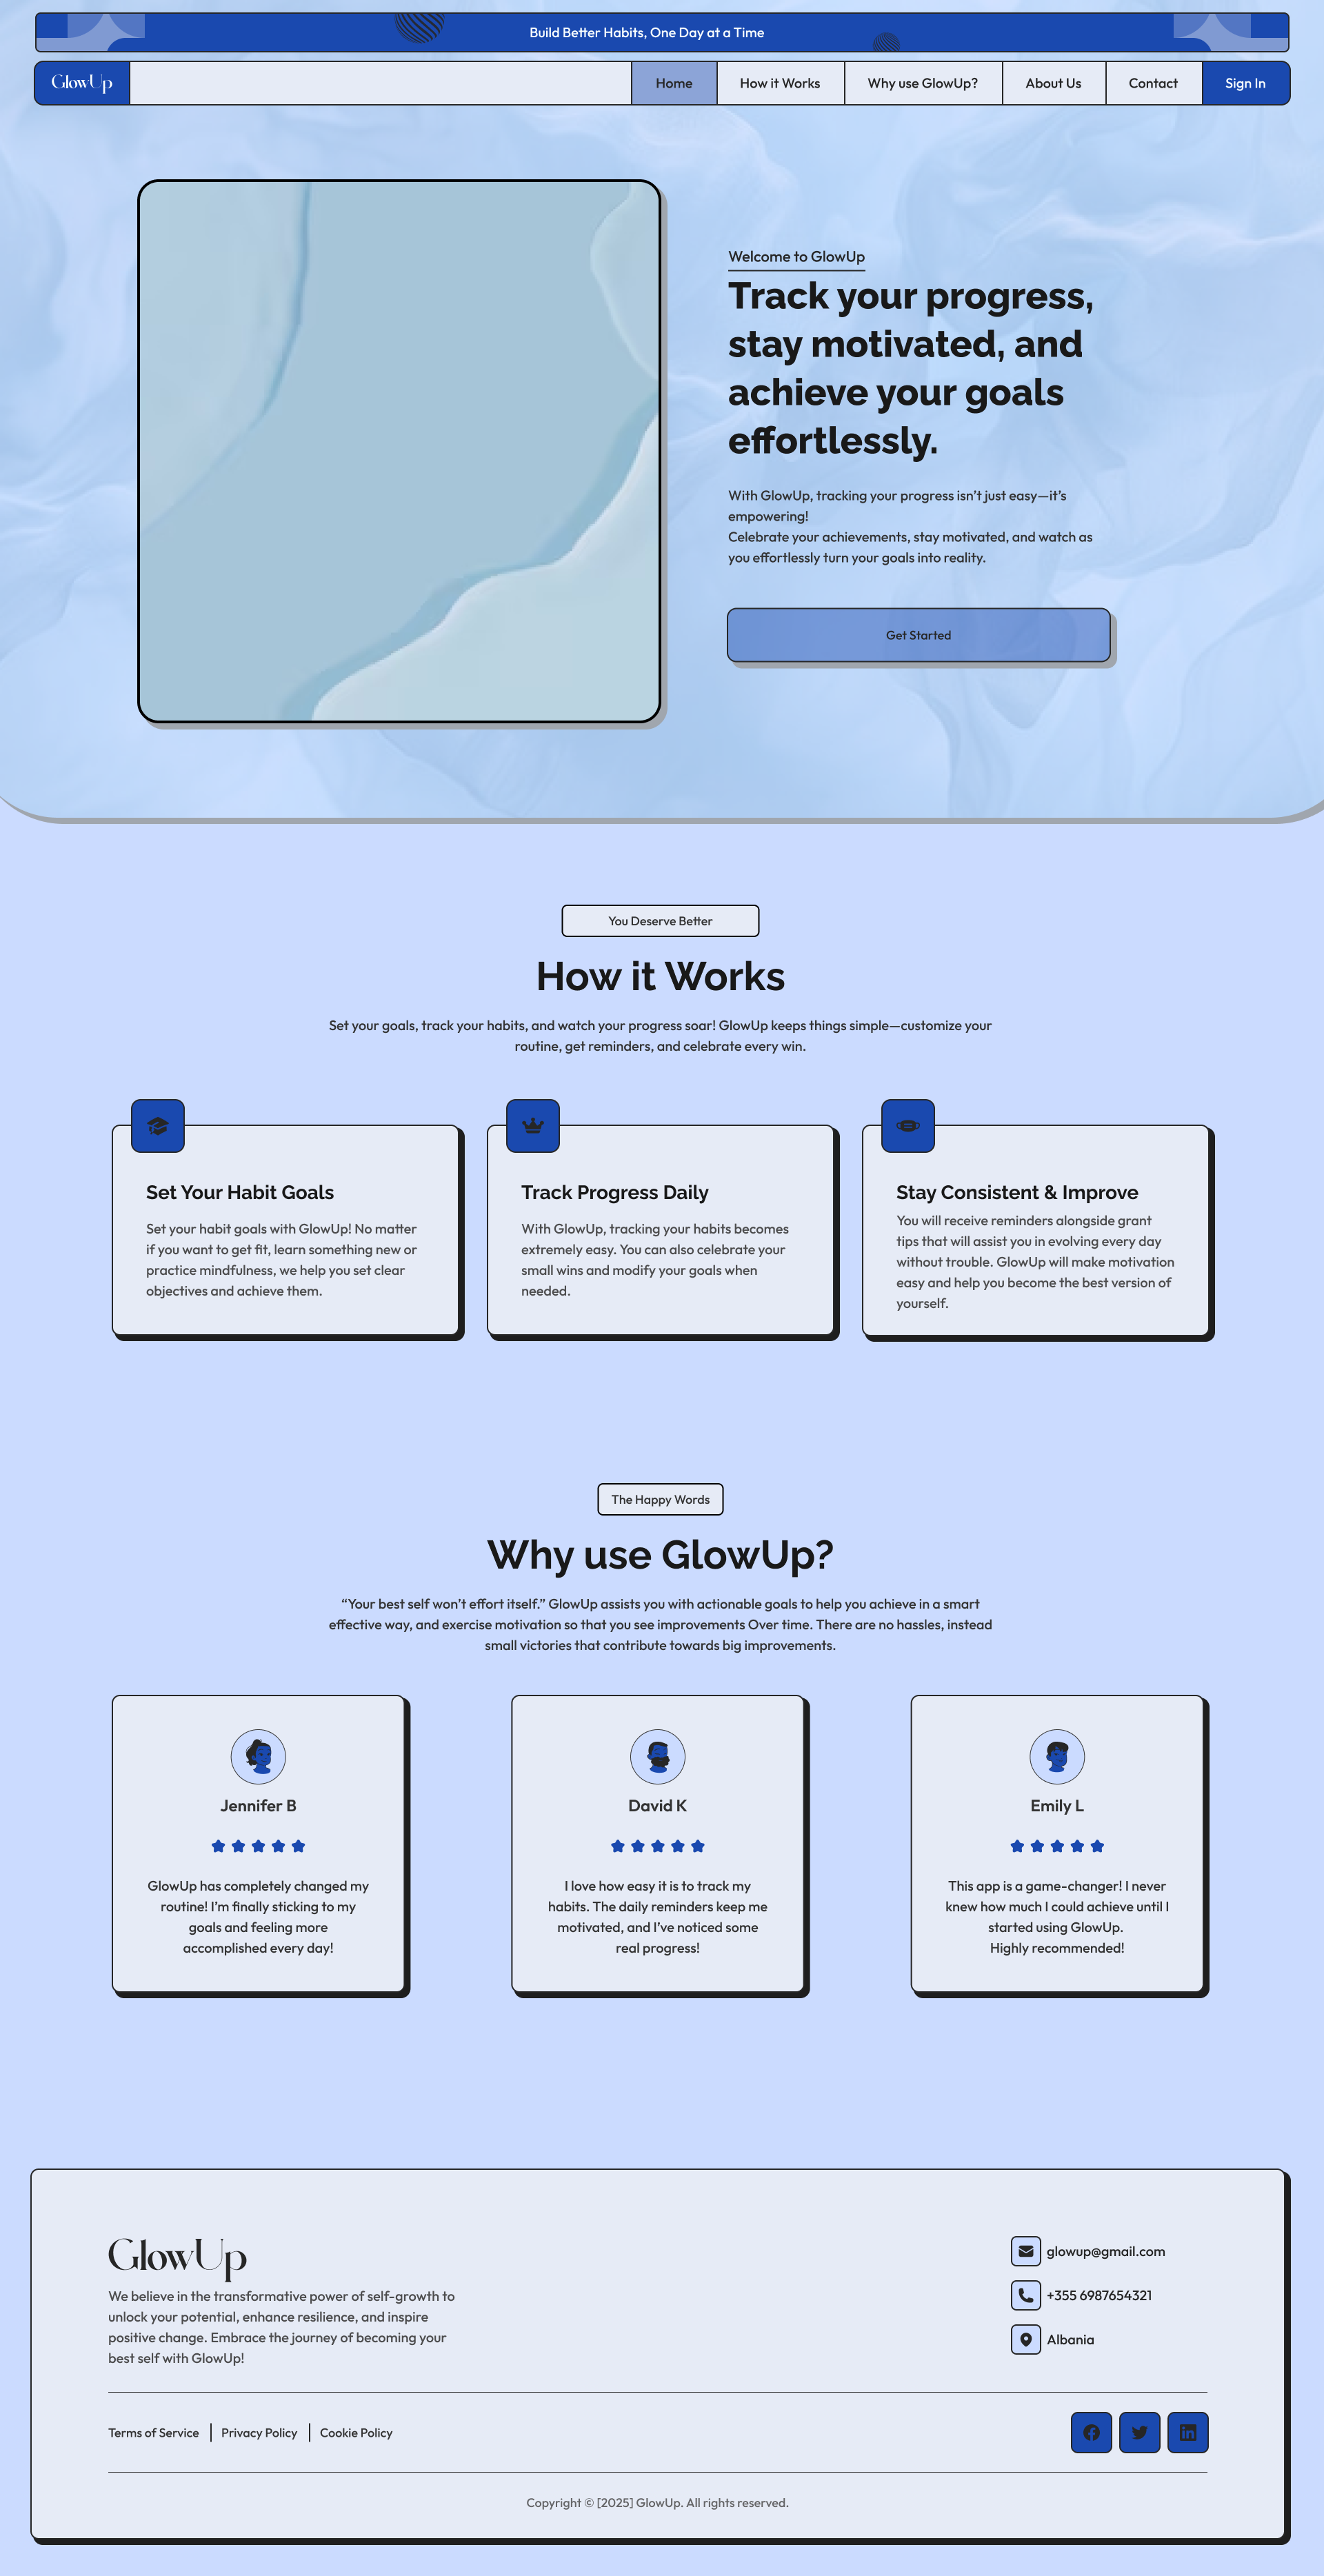 Build Better Habits, One Day at a Time
GlowUp
Home
How it Works
Why use GlowUp?
About Us
Contact
Sign In
Welcome to GlowUp
Track your progress,
stay motivated, and
achieve your goals
effortlessly.
With GlowUp, tracking your progress isn’t just easy—it’s
empowering!
Celebrate your achievements, stay motivated, and watch as
you effortlessly turn your goals into reality.
Get Started
You Deserve Better
How it Works
Set your goals, track your habits, and watch your progress soar! GlowUp keeps things simple—customize your
routine, get reminders, and celebrate every win.
Set Your Habit Goals
Set your habit goals with GlowUp! No matter
if you want to get fit, learn something new or
practice mindfulness, we help you set clear
objectives and achieve them.
Track Progress Daily
With GlowUp, tracking your habits becomes
extremely easy. You can also celebrate your
small wins and modify your goals when
needed.
Stay Consistent & Improve
You will receive reminders alongside grant
tips that will assist you in evolving every day
without trouble. GlowUp will make motivation
easy and help you become the best version of
yourself.
The Happy Words
Why use GlowUp?
“Your best self won’t effort itself.” GlowUp assists you with actionable goals to help you achieve in a smart
effective way, and exercise motivation so that you see improvements Over time. There are no hassles, instead
small victories that contribute towards big improvements.
Jennifer B
GlowUp has completely changed my
routine! I’m finally sticking to my
goals and feeling more
accomplished every day!
David K
I love how easy it is to track my
habits. The daily reminders keep me
motivated, and I’ve noticed some
real progress!
Emily L
This app is a game-changer! I never
knew how much I could achieve until I
started using GlowUp.
Highly recommended!
GlowUp
We believe in the transformative power of self-growth to
unlock your potential, enhance resilience, and inspire
positive change. Embrace the journey of becoming your
best self with GlowUp!
glowup@gmail.com
+355 6987654321
Albania
Terms of Service
Privacy Policy
Cookie Policy
Copyright © [2025] GlowUp. All rights reserved.